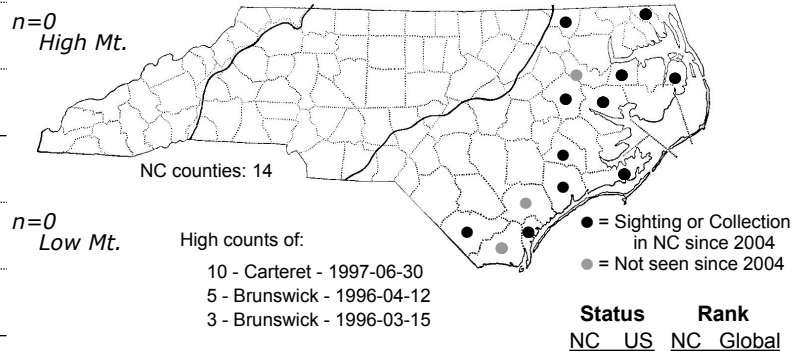 n=0
High Mt.
NC counties: 14
n=0
Low Mt.
High counts of:
10 - Carteret - 1997-06-30
5 - Brunswick - 1996-04-12
3 - Brunswick - 1996-03-15
= Sighting or Collection
in NC since 2004
= Not seen since 2004
Status Rank
NC US NC Global